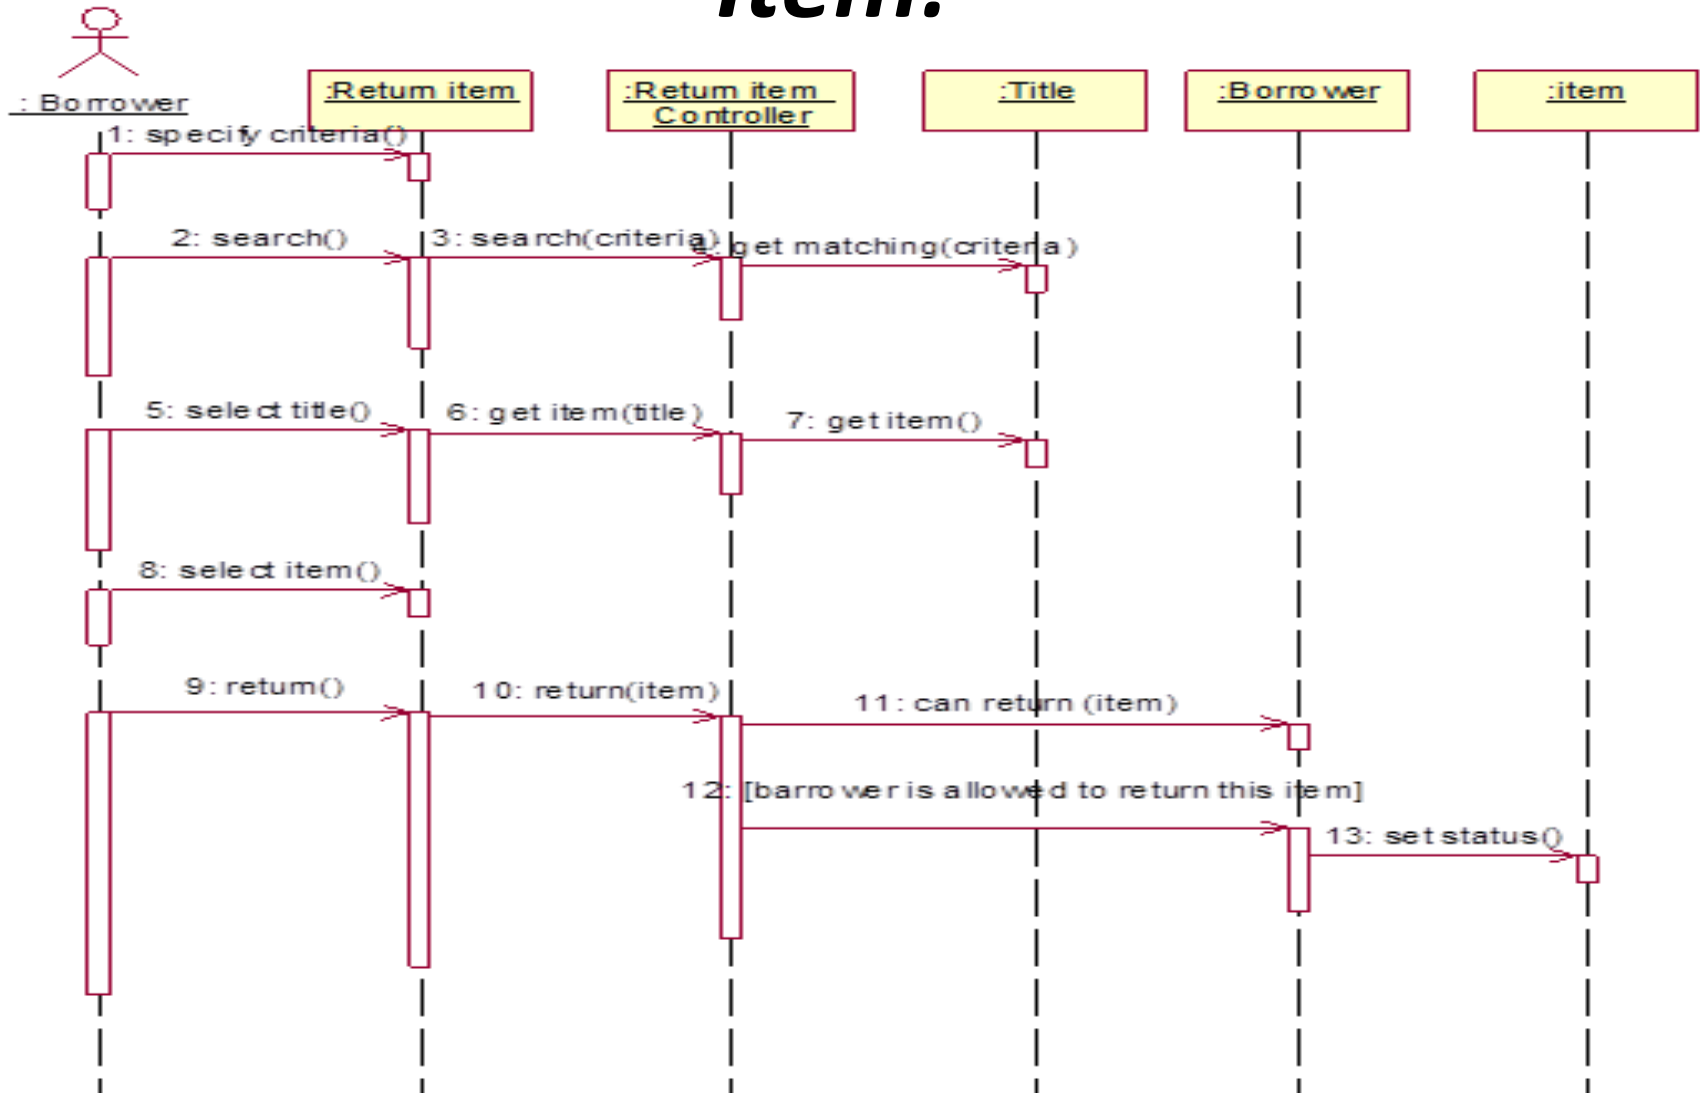 item.
: Borrower
:Return item
:Return item
Controller
:Title
:Borrower
:item
1: specify criteria()
2: search()
3: search(criteria)
4: get matching(criteria)
5: select title()
6: get item(title)
7: get item()
8: select item()
9: return()
10: return(item)
11: can return (item)
12: [barrower is allowed to return this item]
13: set status()